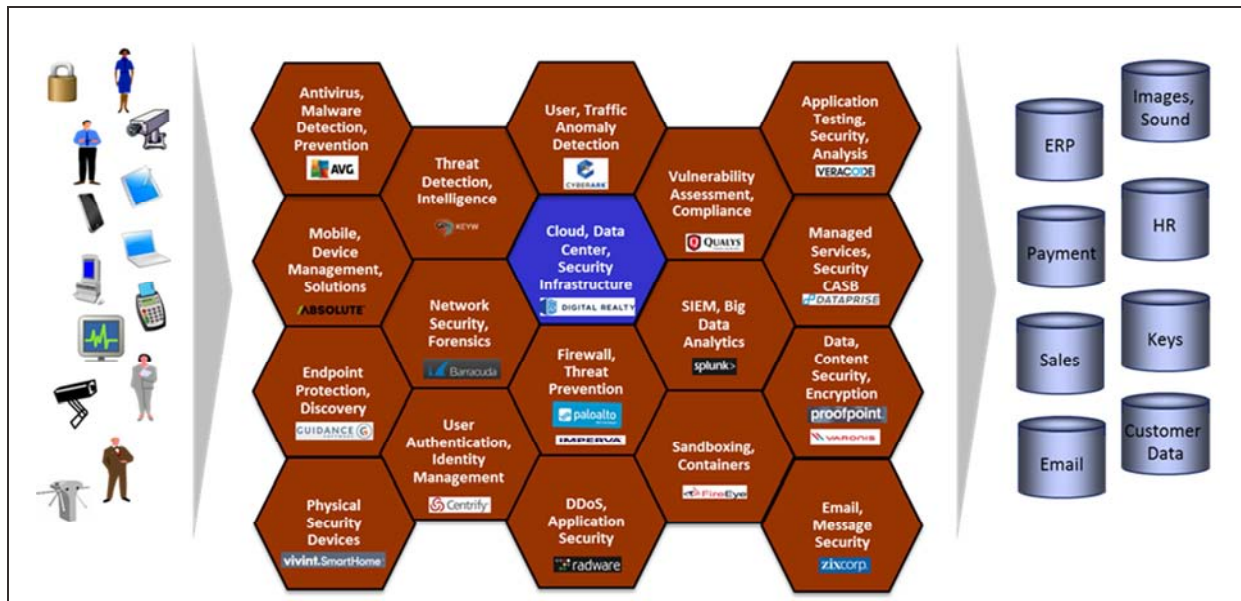 Antivirus,
Malware
Detection,
Prevention
AVG
Threat
Detection,
Intelligence
KEYW
User, Traffic
Anomaly
Detection
CYBERARK
Vulnerability
Assessment,
Compliance
QUALYS
Application
Testing,
Security,
Analysis
VERACODE
Mobile,
Device
Management,
Solutions
ABSOLUTE
Network
Security,
Forensics
Barracuda
Cloud, Data
Center,
Security
Infrastructure
DIGITAL REALTY
SIEM, Big
Data
Analytics
splunk>
Managed
Services,
Security
CASB
DATAPRISE
Endpoint
Protection,
Discovery
GUIDANCE
User
Authentication,
Identity
Management
Centrify
Firewall,
Threat
Prevention
paloalto
IMPERVA
Sandboxing,
Containers
FireEye
Data,
Content
Security,
Encryption
proofpoint.
VARONIS
Physical
Security
Devices
vivint.SmartHome
DDoS,
Application
Security
radware
Email,
Message
Security
zixcorp.
ERP
Images,
Sound
Payment
HR
Sales
Keys
Email
Customer
Data